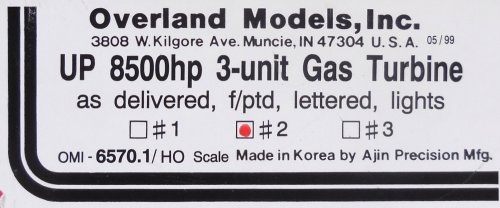 Overland Models,Inc.
3808 W.Kilgore Ave. Muncie, IN 47304 U.S.A. 05/99
UP 8500hp 3-unit Gas Turbine
as delivered, f/ptd, lettered, lights
#1 #2 #3
OMI-6570.1/HO Scale Made in Korea by Ajin Precision Mfg.